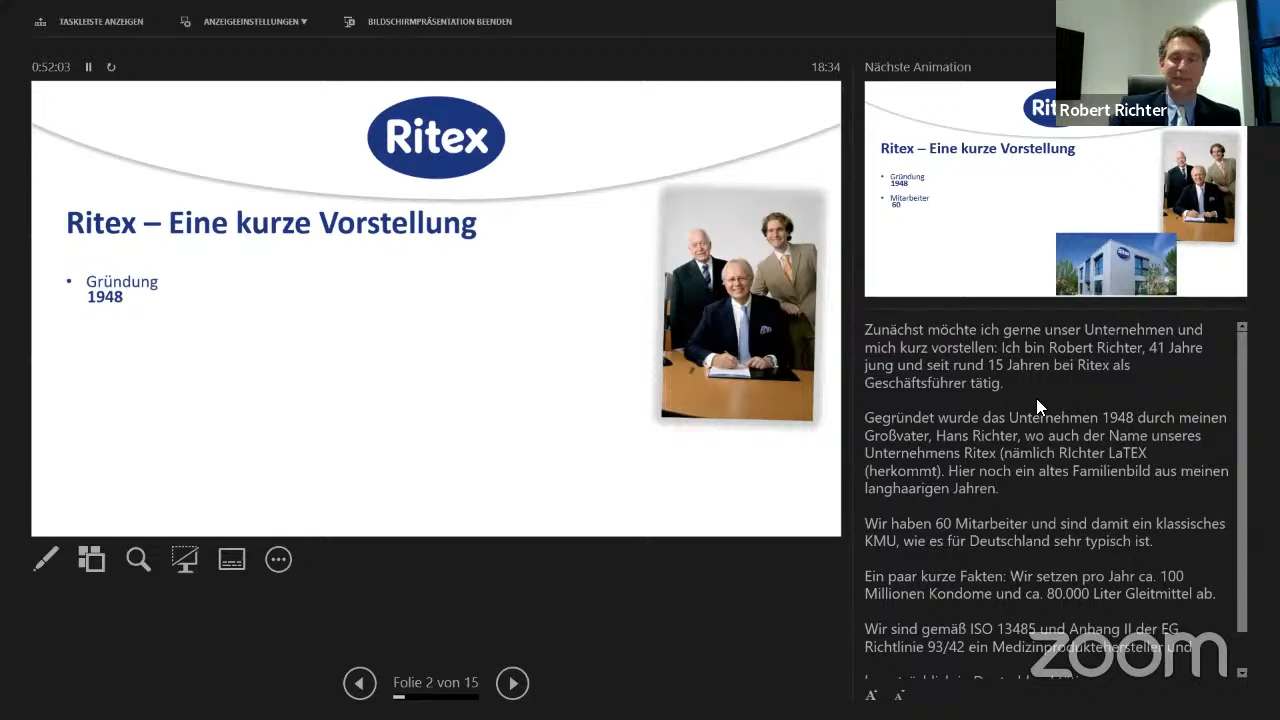 TASKLEISTE ANZEIGEN
ANZEIGEEINSTELLUNGEN ▼
BILDSCHIRMPRÄSENTATION BEENDEN
0:52:03
18:34
Ritex
Ritex – Eine kurze Vorstellung
• Gründung
1948
Folie 2 von 15
Nächste Animation
Robert Richter
Rit
Ritex – Eine kurze Vorstellung
• Gründung
1948
• Mitarbeiter
60
Zunächst möchte ich gerne unser Unternehmen und
mich kurz vorstellen: Ich bin Robert Richter, 41 Jahre
jung und seit rund 15 Jahren bei Ritex als
Geschäftsführer tätig.
Gegründet wurde das Unternehmen 1948 durch meinen
Großvater, Hans Richter, wo auch der Name unseres
Unternehmens Ritex (nämlich RIchter LaTEX
(herkommt). Hier noch ein altes Familienbild aus meinen
langhaarigen Jahren.
Wir haben 60 Mitarbeiter und sind damit ein klassisches
KMU, wie es für Deutschland sehr typisch ist.
Ein paar kurze Fakten: Wir setzen pro Jahr ca. 100
Millionen Kondome und ca. 80.000 Liter Gleitmittel ab.
Wir sind gemäß ISO 13485 und Anhang II der EG
Richtlinie 93/42 ein Medizinproduktehersteller und
zoom